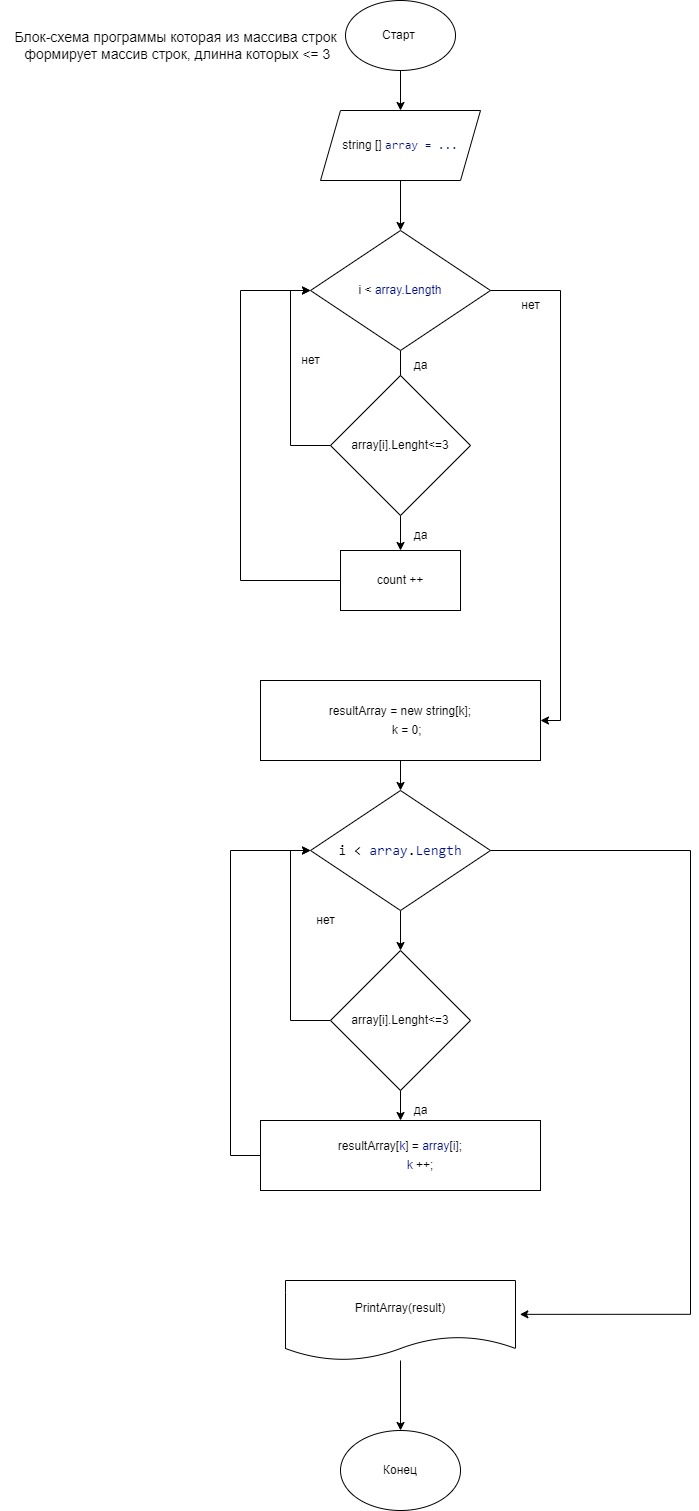 Блок-схема программы которая из массива строк
формирует массив строк, длинна которых <= 3
Старт
string [] array = ...
i < array.Length
нет
да
нет
array[i].Lenght<=3
да
count ++
resultArray = new string[k];
k = 0;
i < array.Length
нет
array[i].Lenght<=3
да
resultArray[k] = array[i];
k ++;
PrintArray(result)
Конец